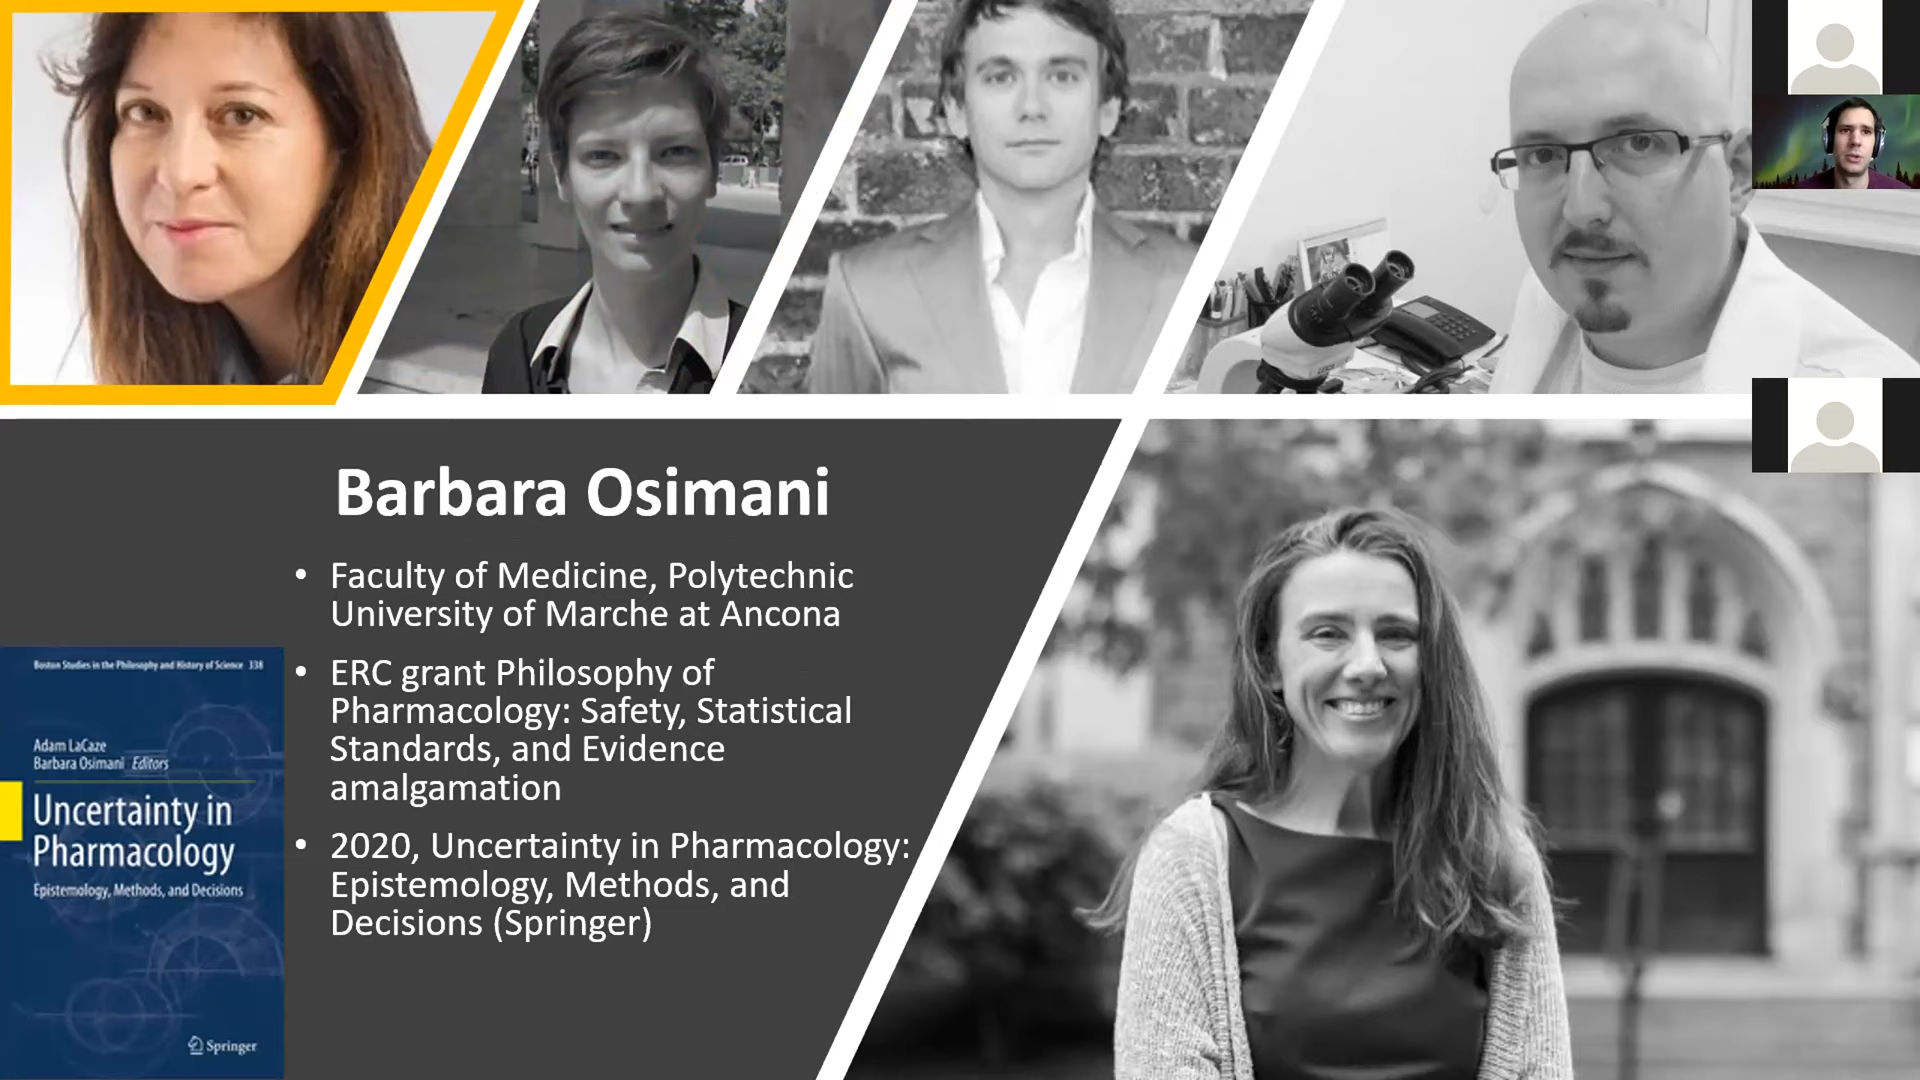 Barbara Osimani
• Faculty of Medicine, Polytechnic
University of Marche at Ancona
• ERC grant Philosophy of
Pharmacology: Safety, Statistical
Standards, and Evidence
amalgamation
• 2020, Uncertainty in Pharmacology:
Epistemology, Methods, and
Decisions (Springer)
Boston Studies in the Philosophy and History of Science 338
Adam LaCaze
Barbara Osimani Editors
Uncertainty in
Pharmacology
Epistemology, Methods, and Decisions
Springer